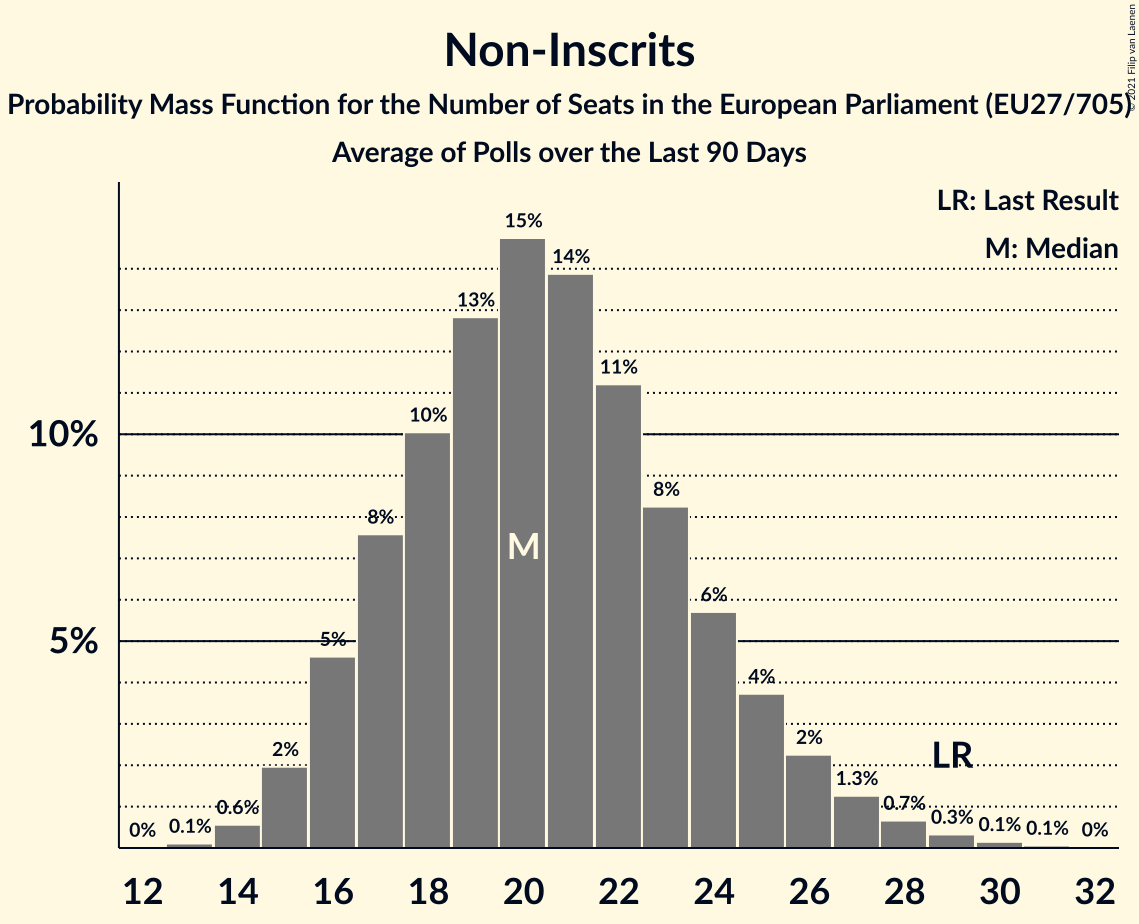 Non-Inscrits
Probability Mass Function for the Number of Seats in the European Parliament (EU27/705)
Average of Polls over the Last 90 Days
© 2021 Filip van Laenen
LR: Last Result
M: Median
15%
14%
13%
11%
10%
10%
8%
8%
M
6%
5%
5%
4%
2%
2%
LR
1.3%
0.6%
0.7%
0% 0.1% 0.3% 0.1% 0.1% 0%
12 14 16 18 20 22 24 26 28 30 32